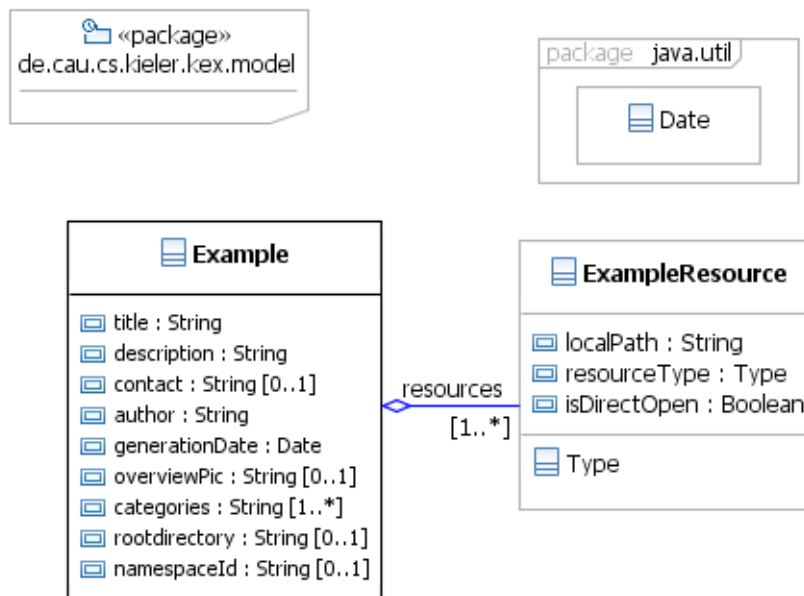 «package»
de.cau.cs.kieler.kex.model
package java.util
Date
Example
title : String
description : String
contact : String [0..1]
author : String
generationDate : Date
overviewPic : String [0..1]
categories : String [1..*]
rootdirectory : String [0..1]
namespaceId : String [0..1]
resources
[1..*]
ExampleResource
localPath : String
resourceType : Type
isDirectOpen : Boolean
Type